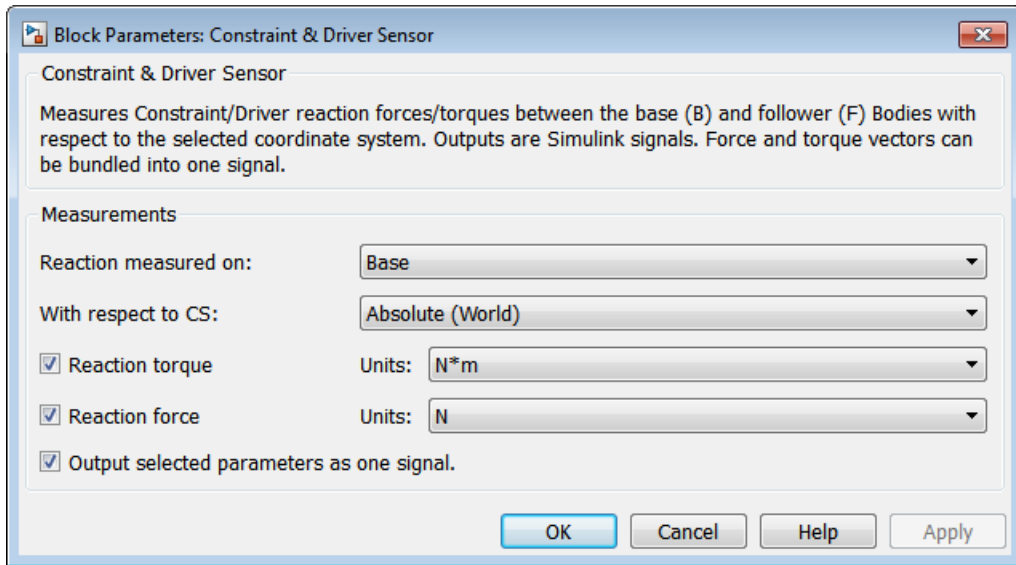 Block Parameters: Constraint & Driver Sensor
Constraint & Driver Sensor
Measures Constraint/Driver reaction forces/torques between the base (B) and follower (F) Bodies with
respect to the selected coordinate system. Outputs are Simulink signals. Force and torque vectors can
be bundled into one signal.
Measurements
Reaction measured on: Base
With respect to CS: Absolute (World)
Reaction torque Units: N*m
Reaction force Units: N
Output selected parameters as one signal.
OK Cancel Help Apply